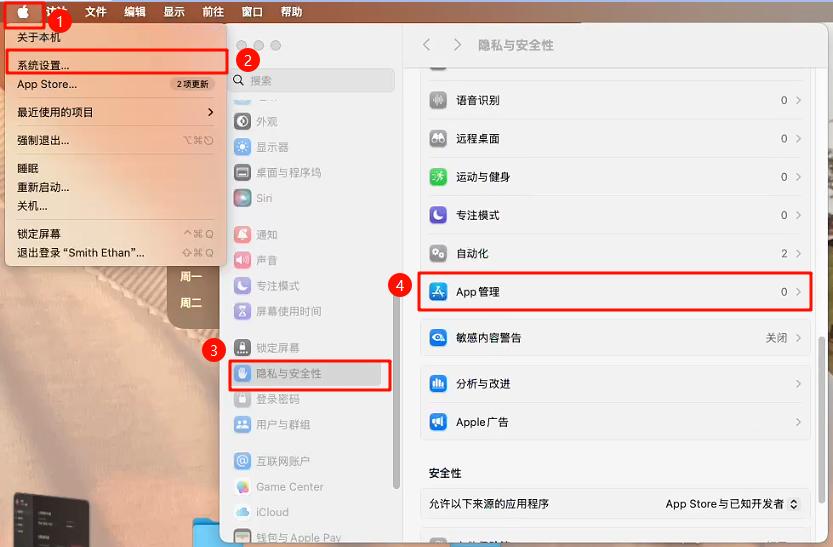 文件 编辑 显示 前往 窗口 帮助
1
关于本机
系统设置...
App Store...
2 项更新
最近使用的项目
强制退出...
睡眠
重新启动...
关机...
锁定屏幕
退出登录 “Smith Ethan”...
周一
周二
2
搜索
外观
显示器
桌面与程序坞
Siri
通知
声音
专注模式
屏幕使用时间
锁定屏幕
3
隐私与安全性
登录密码
用户与群组
互联网账户
Game Center
iCloud
钱包与 Apple Pay
隐私与安全性
语音识别 0
远程桌面 0
运动与健身 0
专注模式 0
自动化 2
4
App 管理 0
敏感内容警告 关闭
分析与改进
Apple 广告
安全性
允许以下来源的应用程序 App Store 与已知开发者